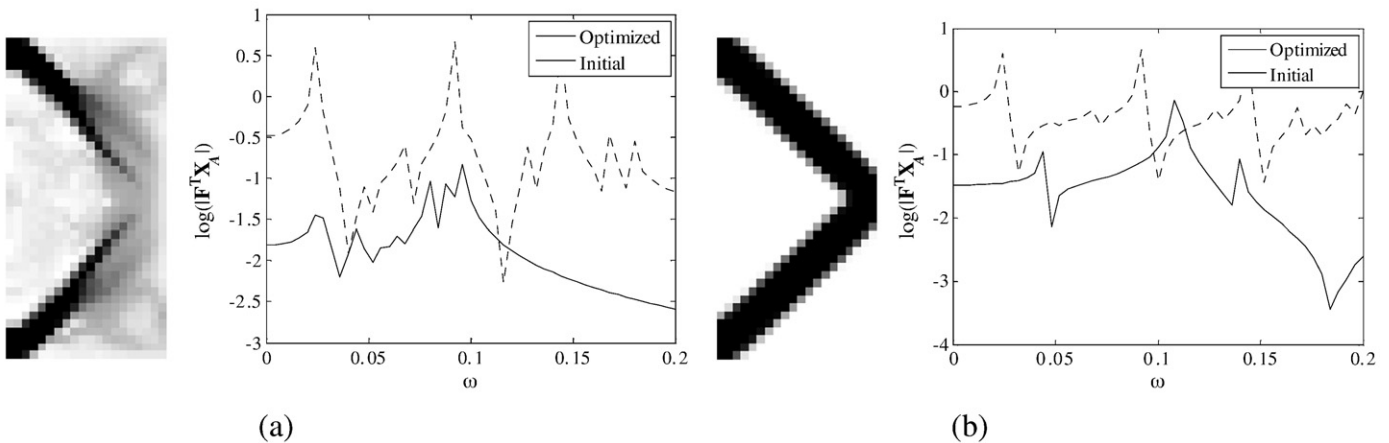 1
0.5
0
-0.5
-1
-1.5
-2
-2.5
-3
log(|F^T X_A|)
Optimized
Initial
0 0.05 0.1 0.15 0.2
ω
(a)
1
0
-1
-2
-3
-4
log(|F^T X_A|)
Optimized
Initial
0 0.05 0.1 0.15 0.2
ω
(b)